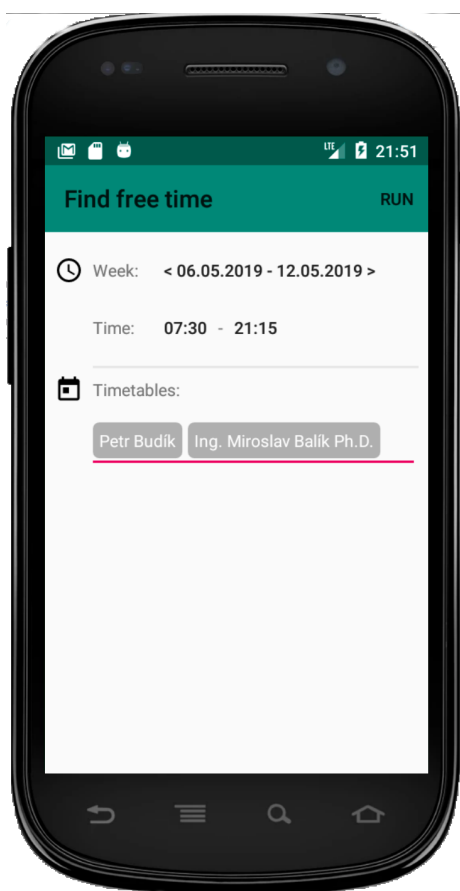 LTE 21:51
Find free time RUN
Week: < 06.05.2019 - 12.05.2019 >
Time: 07:30 - 21:15
Timetables:
Petr Budík Ing. Miroslav Balík Ph.D.